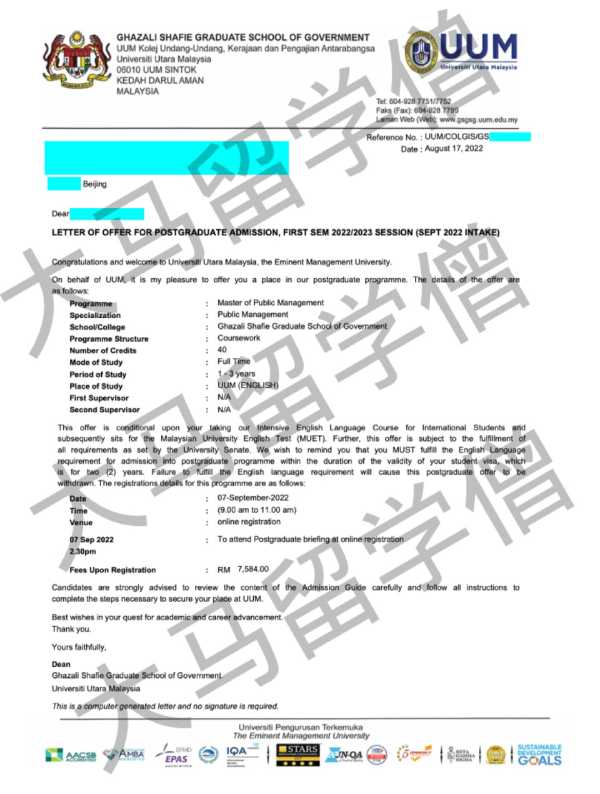 GHAZALI SHAFIE GRADUATE SCHOOL OF GOVERNMENT
UUM Kolej Undang-Undang, Kerajaan dan Pengajian Antarabangsa
Universiti Utara Malaysia
06010 UUM SINTOK
KEDAH DARUL AMAN
MALAYSIA
UUM
Universiti Utara Malaysia
Tel: 604-928 7751/7752
Faks (Fax): 604-928 7799
Laman Web (Web): www.gsgsg.uum.edu.my
Reference No. : UUM/COLGIS/GS
Date : August 17, 2022
Beijing
Dear
LETTER OF OFFER FOR POSTGRADUATE ADMISSION, FIRST SEM 2022/2023 SESSION (SEPT 2022 INTAKE)
Congratulations and welcome to Universiti Utara Malaysia, the Eminent Management University.
On behalf of UUM, it is my pleasure to offer you a place in our postgraduate programme. The details of the offer are
as follows:
Programme : Master of Public Management
Specialization : Public Management
School/College : Ghazali Shafie Graduate School of Government
Programme Structure : Coursework
Number of Credits : 40
Mode of Study : Full Time
Period of Study : 1 - 3 years
Place of Study : UUM (ENGLISH)
First Supervisor : N/A
Second Supervisor : N/A
This offer is conditional upon your taking our Intensive English Language Course for International Students and
subsequently sits for the Malaysian University English Test (MUET). Further, this offer is subject to the fulfillment of
all requirements as set by the University Senate. We wish to remind you that you MUST fulfill the English Language
requirement for admission into postgraduate programme within the duration of the validity of your student visa, which
is for two (2) years. Failure to fulfill the English language requirement will cause this postgraduate offer to be
withdrawn. The registrations details for this programme are as follows:
Date : 07-September-2022
Time : (9.00 am to 11.00 am)
Venue : online registration
07 Sep 2022 : To attend Postgraduate briefing at online registration
2.30pm
Fees Upon Registration : RM 7,584.00
Candidates are strongly advised to review the content of the Admission Guide carefully and follow all instructions to
complete the steps necessary to secure your place at UUM.
Best wishes in your quest for academic and career advancement.
Thank you.
Yours faithfully,
Dean
Ghazali Shafie Graduate School of Government
Universiti Utara Malaysia
This is a computer generated letter and no signature is required.
Universiti Pengurusan Terkemuka
The Eminent Management University
AACSB
ACCREDITED
AMBA
EFMD
EPAS
IQA
STARS
SUSTAINABLE
DEVELOPMENT
GOALS
大马留学僧
大马留学僧
大马留学僧